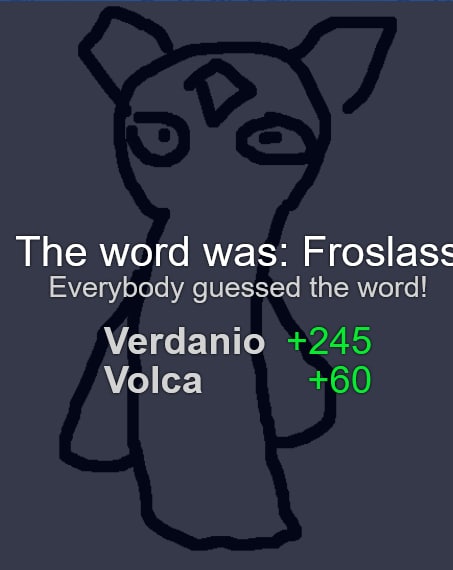 The word was: Froslass
Everybody guessed the word!
Verdanio +245
Volca +60